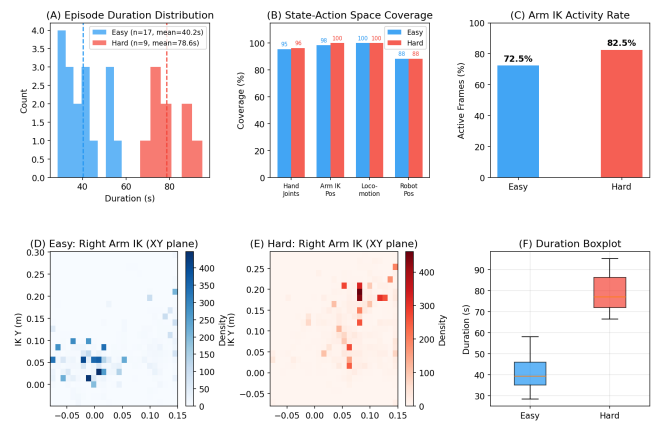 (A) Episode Duration Distribution
4.0
3.5
3.0
2.5
2.0
1.5
1.0
0.5
0.0
Count
Easy (n=17, mean=40.2s)
Hard (n=9, mean=78.6s)
40
60
80
Duration (s)
(B) State-Action Space Coverage
100
80
60
40
20
0
Coverage (%)
95
96
98
100
100
100
88
88
Easy
Hard
Hand
Joints
Arm IK
Pos
Loco-
motion
Robot
Pos
(C) Arm IK Activity Rate
100
80
60
40
20
0
Active Frames (%)
72.5%
82.5%
Easy
Hard
(D) Easy: Right Arm IK (XY plane)
0.30
0.25
0.20
0.15
0.10
0.05
0.00
IK Y (m)
−0.05
0.00
0.05
0.10
0.15
400
350
300
250
200
150
100
50
0
Density
(E) Hard: Right Arm IK (XY plane)
0.25
0.20
0.15
0.10
0.05
0.00
−0.05
IK Y (m)
−0.05
0.00
0.05
0.10
0.15
400
300
200
100
0
Density
(F) Duration Boxplot
90
80
70
60
50
40
30
Duration (s)
Easy
Hard